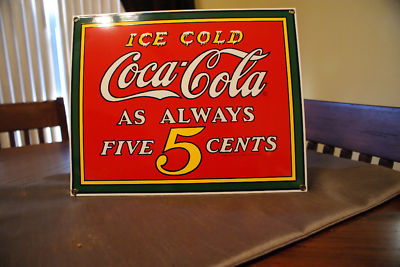 ICE COLD
Coca-Cola
AS ALWAYS
FIVE 5 CENTS